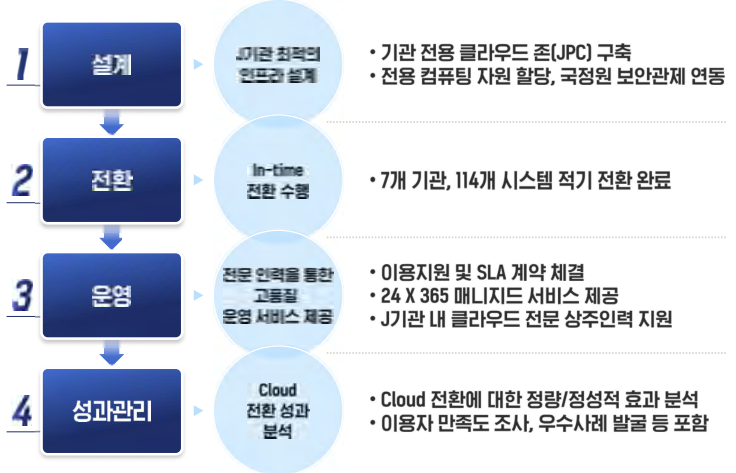 1
설계
J기관 최적의
인프라 설계
• 기관 전용 클라우드 존(JPC) 구축
• 전용 컴퓨팅 자원 할당, 국정원 보안관제 연동
2
전환
In-time
전환 수행
• 7개 기관, 114개 시스템 적기 전환 완료
3
운영
전문 인력을 통한
고품질
운영 서비스 제공
• 이용지원 및 SLA 계약 체결
• 24 X 365 매니지드 서비스 제공
• J기관 내 클라우드 전문 상주인력 지원
4
성과관리
Cloud
전환 성과
분석
• Cloud 전환에 대한 정량/정성적 효과 분석
• 이용자 만족도 조사, 우수사례 발굴 등 포함